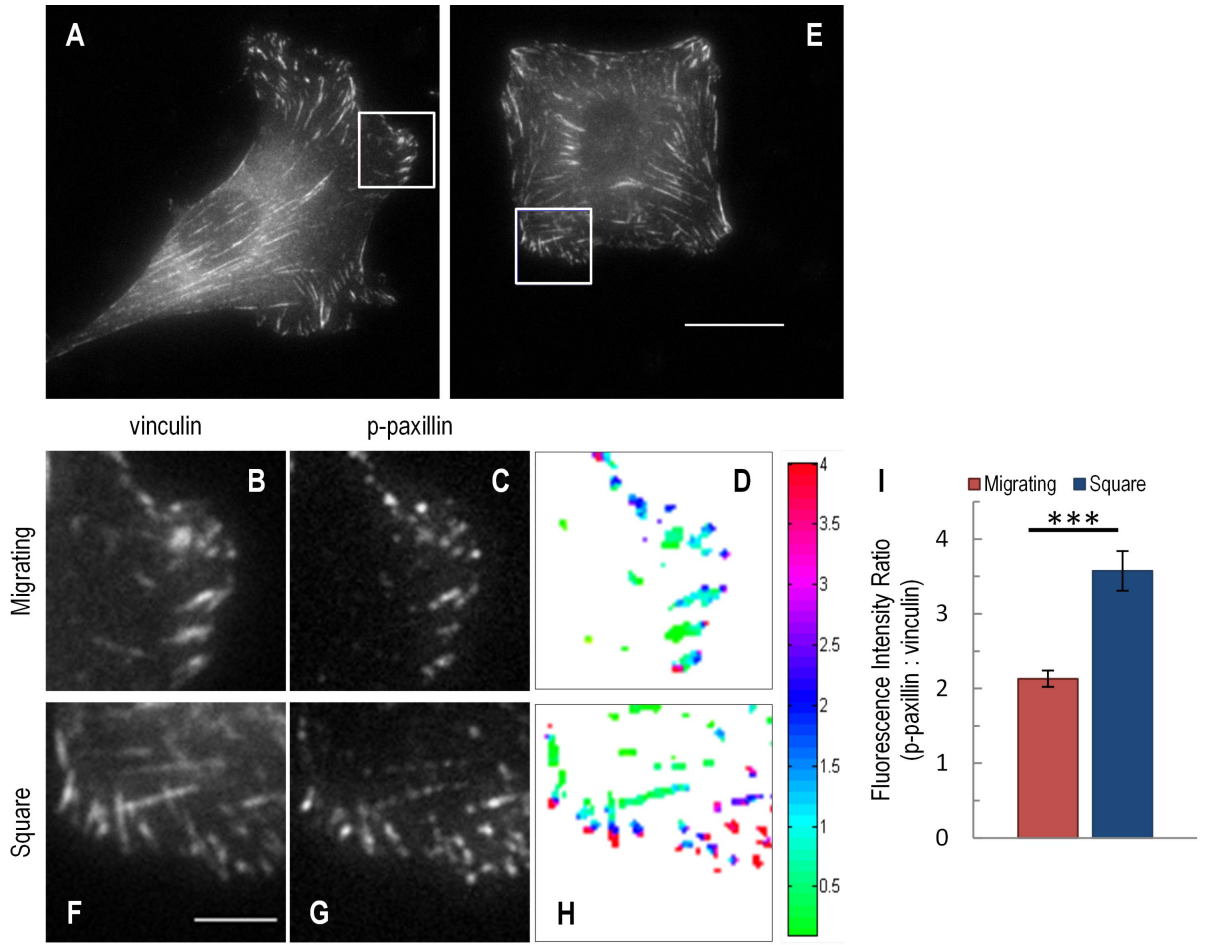 A
E
vinculin
p-paxillin
Migrating
B
C
D
Square
F
G
H
4
3.5
3
2.5
2
1.5
1
0.5
I
Migrating
Square
***
Fluorescence Intensity Ratio
(p-paxillin : vinculin)
4
3
2
1
0